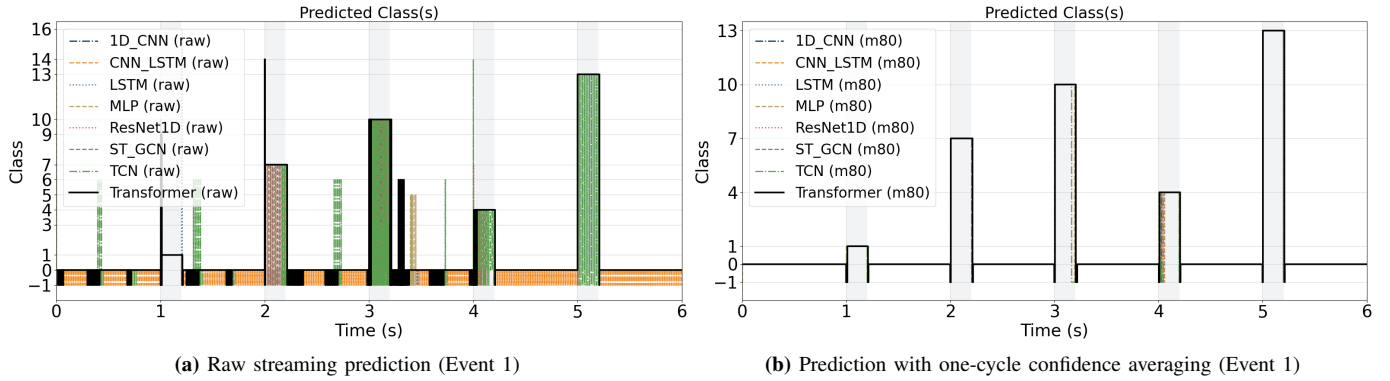 Predicted Class(s)
16
14
13
10
9
7
6
5
4
3
1
0
−1
Class
1D_CNN (raw)
CNN_LSTM (raw)
LSTM (raw)
MLP (raw)
ResNet1D (raw)
ST_GCN (raw)
TCN (raw)
Transformer (raw)
0 1 2 3 4 5 6
Time (s)
(a) Raw streaming prediction (Event 1)
Predicted Class(s)
13
10
7
4
1
0
−1
Class
1D_CNN (m80)
CNN_LSTM (m80)
LSTM (m80)
MLP (m80)
ResNet1D (m80)
ST_GCN (m80)
TCN (m80)
Transformer (m80)
0 1 2 3 4 5 6
Time (s)
(b) Prediction with one-cycle confidence averaging (Event 1)